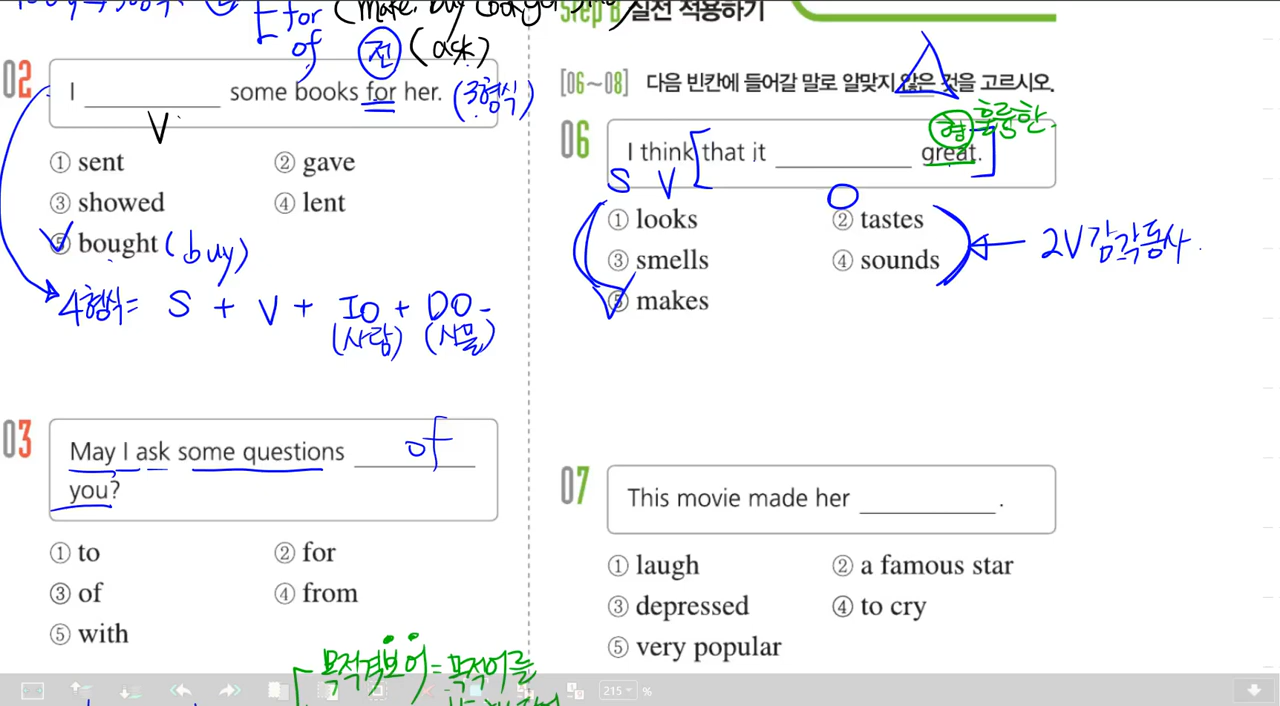 for (make, buy, cook, get
of (전) (ask)
02
I ________ some books for her. (3형식)
V
① sent ② gave
③ showed ④ lent
⑤ bought (buy)
4형식= S + V + IO + DO
(사람) (사물)
03
May I ask some questions of
you?
① to ② for
③ of ④ from
⑤ with
목적격보어=목적어를
Step B 실전 적용하기
[06~08] 다음 빈칸에 들어갈 말로 알맞지 않은 것을 고르시오.
형 훌륭한.
06
I think [that it ________ great.]
S V O
① looks ② tastes
③ smells ④ sounds
⑤ makes
2V감각동사.
07
This movie made her ________.
① laugh ② a famous star
③ depressed ④ to cry
⑤ very popular
215 %